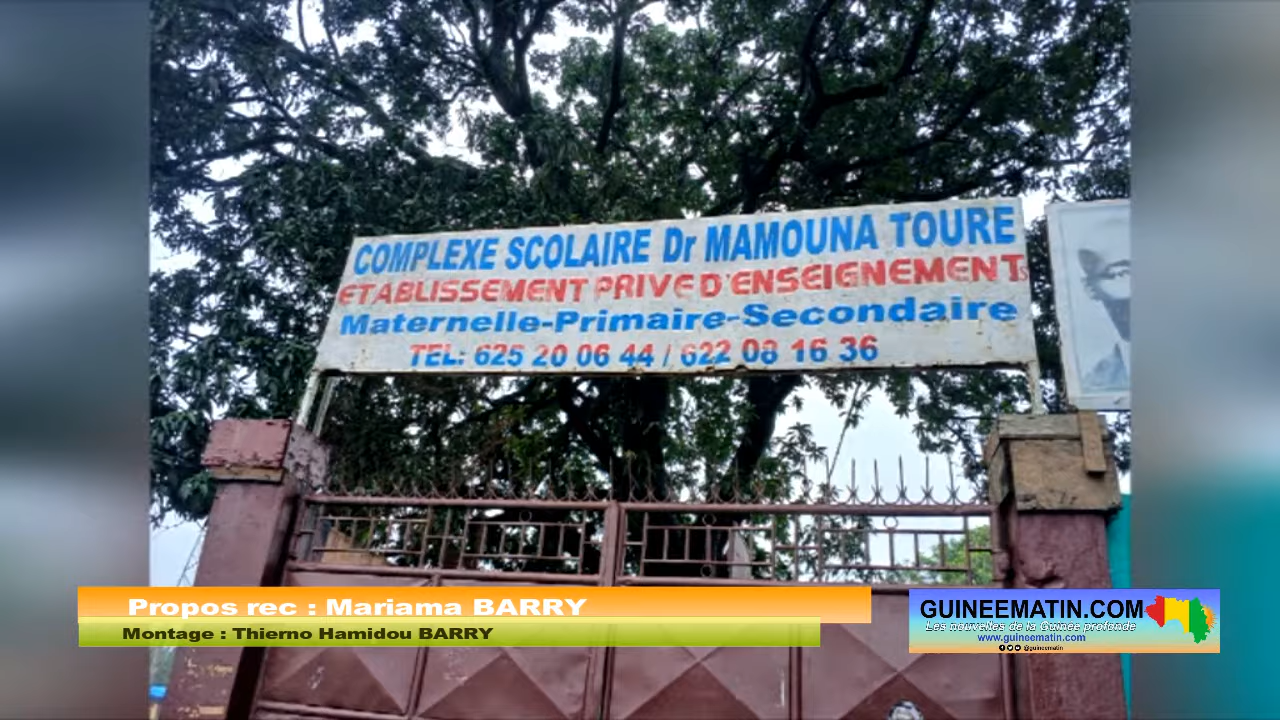 COMPLEXE SCOLAIRE Dr MAMOUNA TOURE
ETABLISSEMENT PRIVE D'ENSEIGNEMENTS
Maternelle-Primaire-Secondaire
TEL: 625 20 06 44 / 622 08 16 36
Propos rec : Mariama BARRY
Montage : Thierno Hamidou BARRY
GUINEEMATIN.COM
Les nouvelles de la Guinée profonde
www.guineematin.com
@guineematin